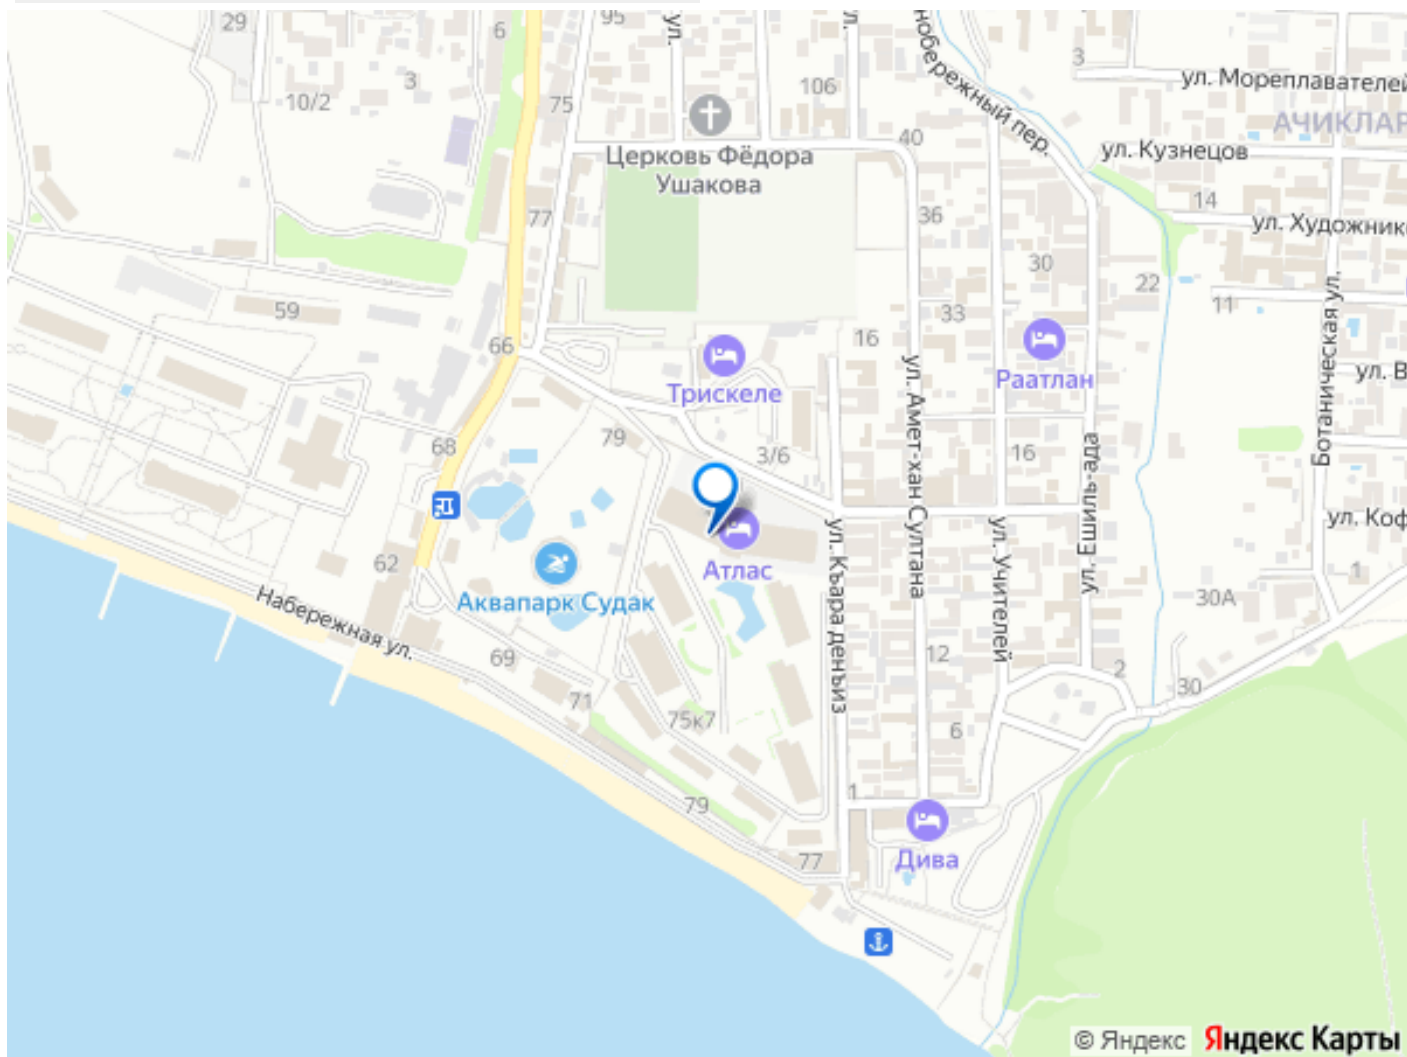 29
95
ул.
ул.
6
3
10/2
75
106
нобережный пер.
3
ул. Мореплавателей
АЧИКЛАР
40
ул. Кузнецов
Церковь Фёдора
Ушакова
77
36
14
ул. Художник
30
22
11
59
33
66
16
Трискеле
Раатлан
ул. Амет-хан Султана
Ботаническая ул.
ул. В
79
68
3/6
16
ул. Ешиль-ада
ул. Коф
Атлас
ул. Къара денъиз
ул. Учителей
62
Аквапарк Судак
1
30А
Набережная ул.
69
12
2
71
75к7
30
6
79
1
77
Дива
© Яндекс Яндекс Карты